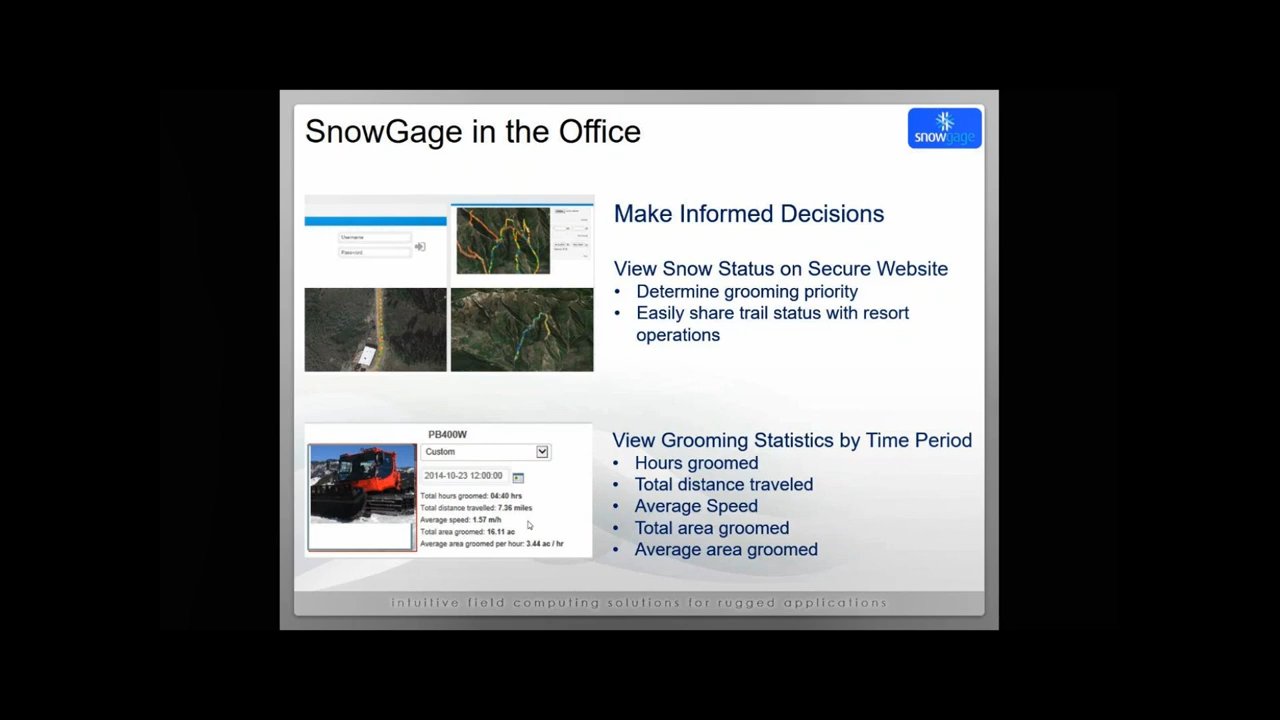 SnowGage in the Office
snowgage
Make Informed Decisions
Username
Password
View Snow Status on Secure Website
• Determine grooming priority
• Easily share trail status with resort
operations
PB400W
Custom
2014-10-23 12:00:00
Total hours groomed: 04:40 hrs
Total distance travelled: 7.36 miles
Average speed: 1.57 m/h
Total area groomed: 16.11 ac
Average area groomed per hour: 3.44 ac / hr
View Grooming Statistics by Time Period
• Hours groomed
• Total distance traveled
• Average Speed
• Total area groomed
• Average area groomed
intuitive field computing solutions for rugged applications